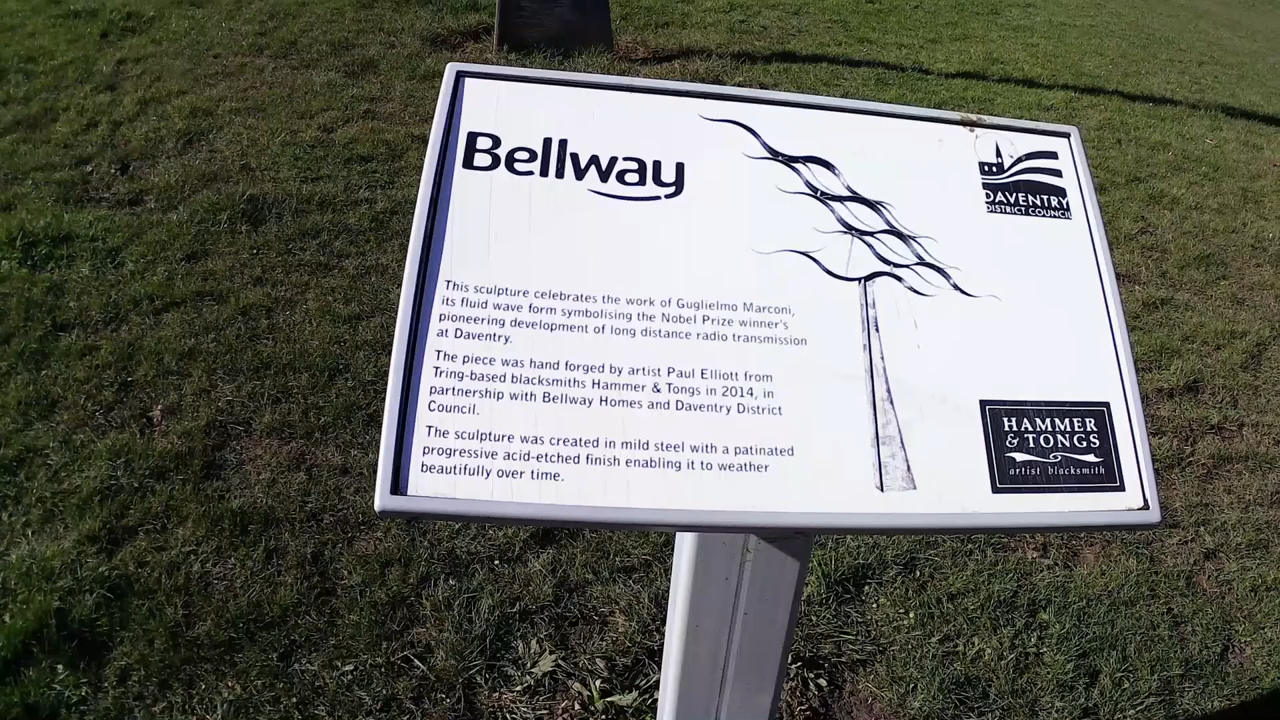 Bellway
DAVENTRY
DISTRICT COUNCIL
This sculpture celebrates the work of Guglielmo Marconi,
its fluid wave form symbolising the Nobel Prize winner's
pioneering development of long distance radio transmission
at Daventry.
The piece was hand forged by artist Paul Elliott from
Tring-based blacksmiths Hammer & Tongs in 2014, in
partnership with Bellway Homes and Daventry District
Council.
The sculpture was created in mild steel with a patinated
progressive acid-etched finish enabling it to weather
beautifully over time.
HAMMER
& TONGS
artist blacksmith